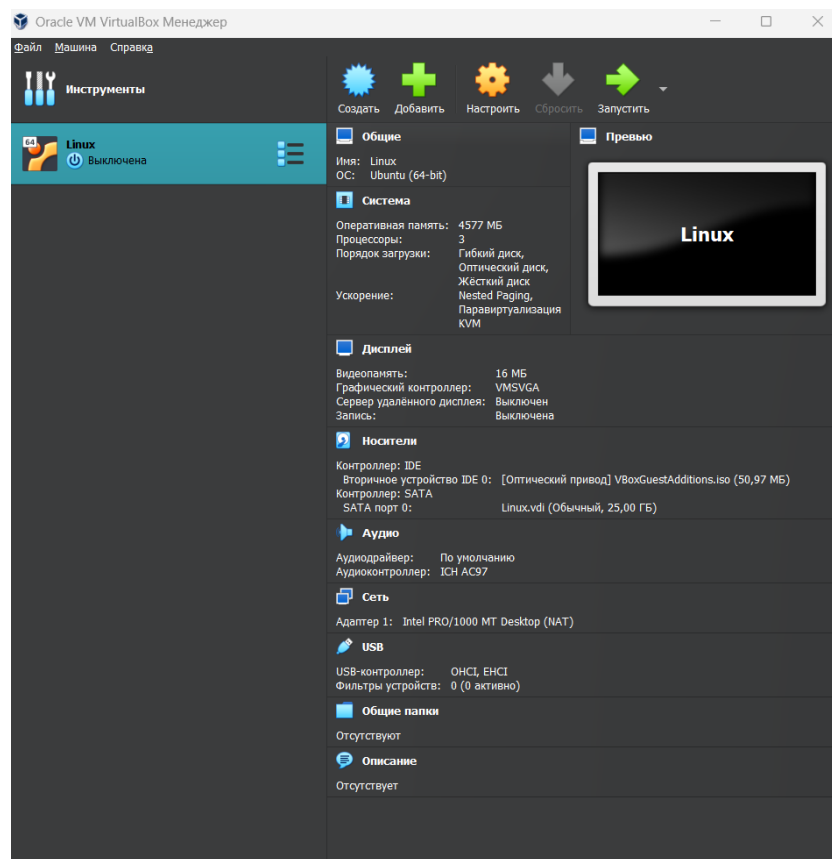 Oracle VM VirtualBox Менеджер
Файл Машина Справка
Инструменты
Создать Добавить Настроить Сбросить Запустить
64
Linux
Выключена
Общие
Имя: Linux
ОС: Ubuntu (64-bit)
Превью
Linux
Система
Оперативная память: 4577 МБ
Процессоры: 3
Порядок загрузки: Гибкий диск,
Оптический диск,
Жёсткий диск
Ускорение: Nested Paging,
Паравиртуализация
KVM
Дисплей
Видеопамять: 16 МБ
Графический контроллер: VMSVGA
Сервер удалённого дисплея: Выключен
Запись: Выключена
Носители
Контроллер: IDE
Вторичное устройство IDE 0: [Оптический привод] VBoxGuestAdditions.iso (50,97 МБ)
Контроллер: SATA
SATA порт 0: Linux.vdi (Обычный, 25,00 ГБ)
Аудио
Аудиодрайвер: По умолчанию
Аудиоконтроллер: ICH AC97
Сеть
Адаптер 1: Intel PRO/1000 MT Desktop (NAT)
USB
USB-контроллер: OHCI, EHCI
Фильтры устройств: 0 (0 активно)
Общие папки
Отсутствуют
Описание
Отсутствует